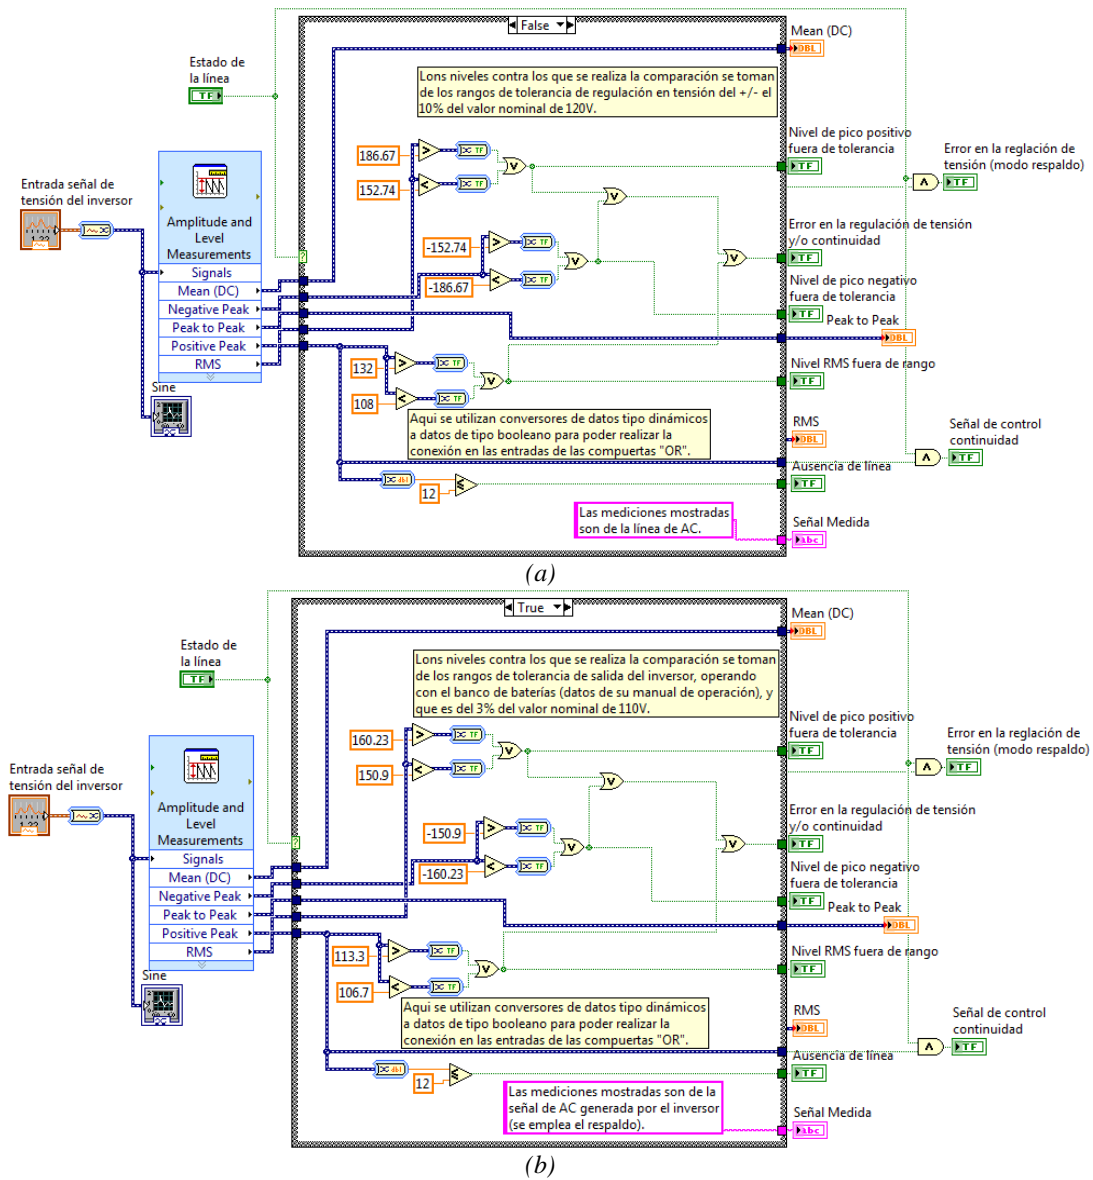 False
Mean (DC)
DBL
Estado de
la línea
TF
Lons niveles contra los que se realiza la comparación se toman
de los rangos de tolerancia de regulación en tensión del +/- el
10% del valor nominal de 120V.
Nivel de pico positivo
fuera de tolerancia
TF
Error en la reglación de
tensión (modo respaldo)
TF
186.67
>
TF
V
152.74
<
TF
V
Λ
Entrada señal de
tensión del inversor
1.23
Amplitude and
Level
Measurements
Signals
Mean (DC)
Negative Peak
Peak to Peak
Positive Peak
RMS
Sine
?
-152.74
>
TF
V
-186.67
<
TF
V
Error en la regulación de tensión
y/o continuidad
TF
Nivel de pico negativo
fuera de tolerancia
TF
Peak to Peak
DBL
132
>
TF
V
108
<
TF
Nivel RMS fuera de rango
TF
Aqui se utilizan conversores de datos tipo dinámicos
a datos de tipo booleano para poder realizar la
conexión en las entradas de las compuertas "OR".
RMS
DBL
Señal de control
continuidad
Λ
TF
Ausencia de línea
TF
dbl
12
≤
Las mediciones mostradas
son de la línea de AC.
Señal Medida
abc
(a)
True
Mean (DC)
DBL
Estado de
la línea
TF
Lons niveles contra los que se realiza la comparación se toman
de los rangos de tolerancia de salida del inversor, operando
con el banco de baterías (datos de su manual de operación), y
que es del 3% del valor nominal de 110V.
Nivel de pico positivo
fuera de tolerancia
TF
Error en la reglación de
tensión (modo respaldo)
TF
160.23
>
TF
V
150.9
<
TF
V
Λ
Entrada señal de
tensión del inversor
1.23
Amplitude and
Level
Measurements
Signals
Mean (DC)
Negative Peak
Peak to Peak
Positive Peak
RMS
Sine
?
-150.9
>
TF
V
-160.23
<
TF
V
Error en la regulación de tensión
y/o continuidad
TF
Nivel de pico negativo
fuera de tolerancia
TF
Peak to Peak
DBL
113.3
>
TF
V
106.7
<
TF
Nivel RMS fuera de rango
TF
Aqui se utilizan conversores de datos tipo dinámicos
a datos de tipo booleano para poder realizar la
conexión en las entradas de las compuertas "OR".
RMS
DBL
Señal de control
continuidad
Λ
TF
Ausencia de línea
TF
dbl
12
≤
Las mediciones mostradas son de la
señal de AC generada por el inversor
(se emplea el respaldo).
Señal Medida
abc
(b)